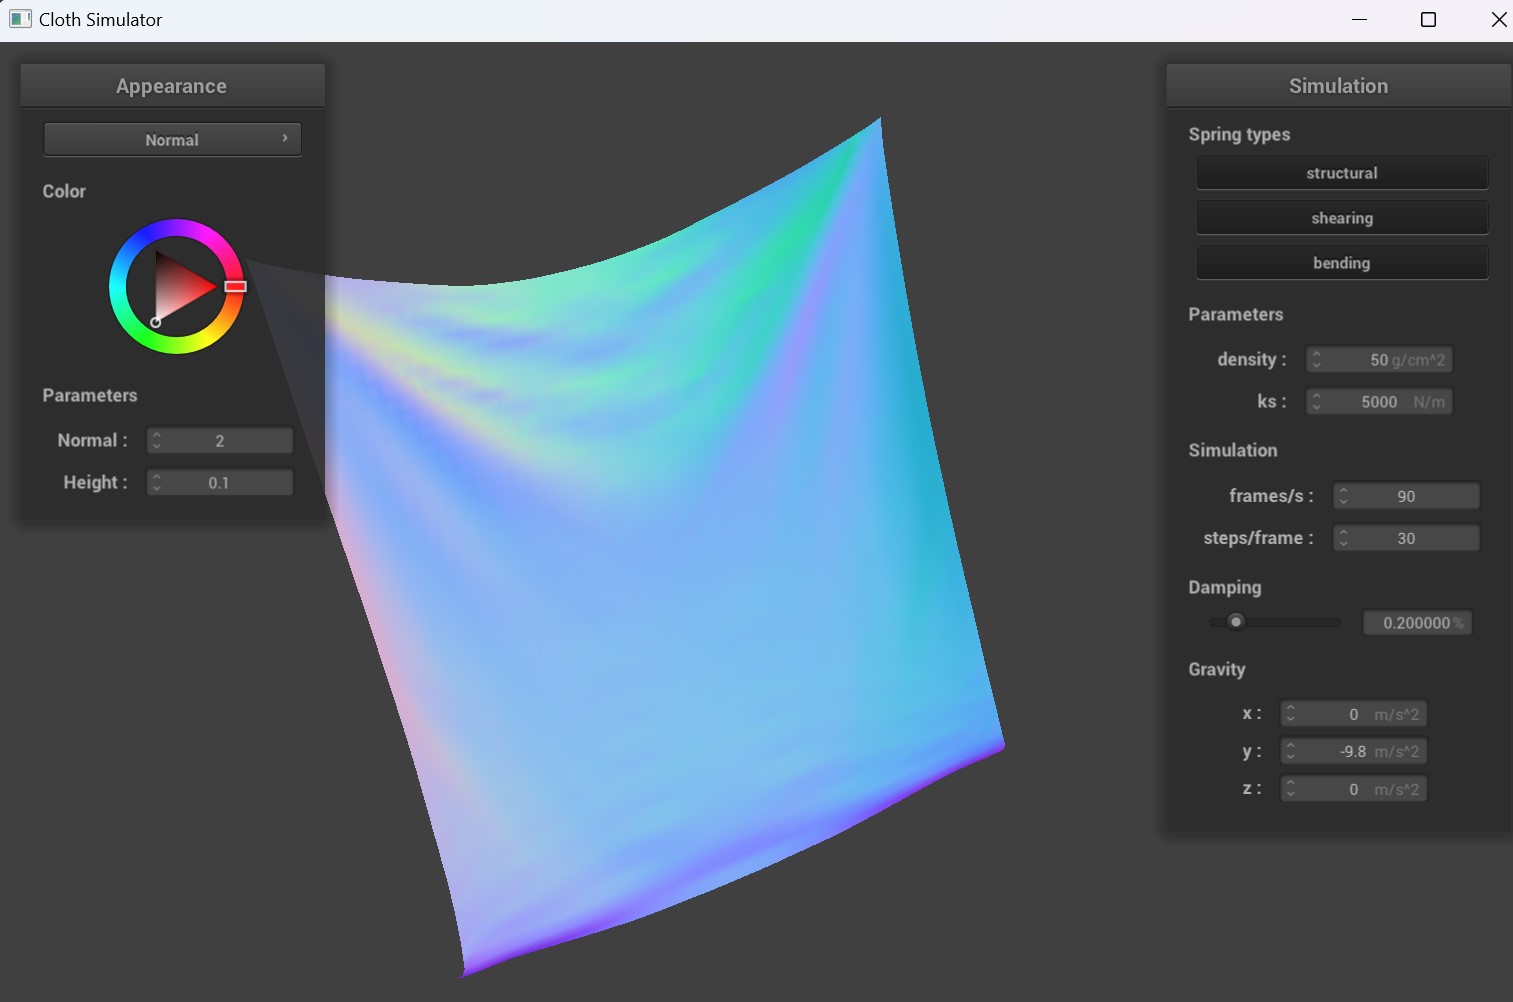 Cloth Simulator
Appearance
Normal
Color
Parameters
Normal : 2
Height : 0.1
Simulation
Spring types
structural
shearing
bending
Parameters
density : 50 g/cm^2
ks : 5000 N/m
Simulation
frames/s : 90
steps/frame : 30
Damping
0.200000 %
Gravity
x : 0 m/s^2
y : -9.8 m/s^2
z : 0 m/s^2